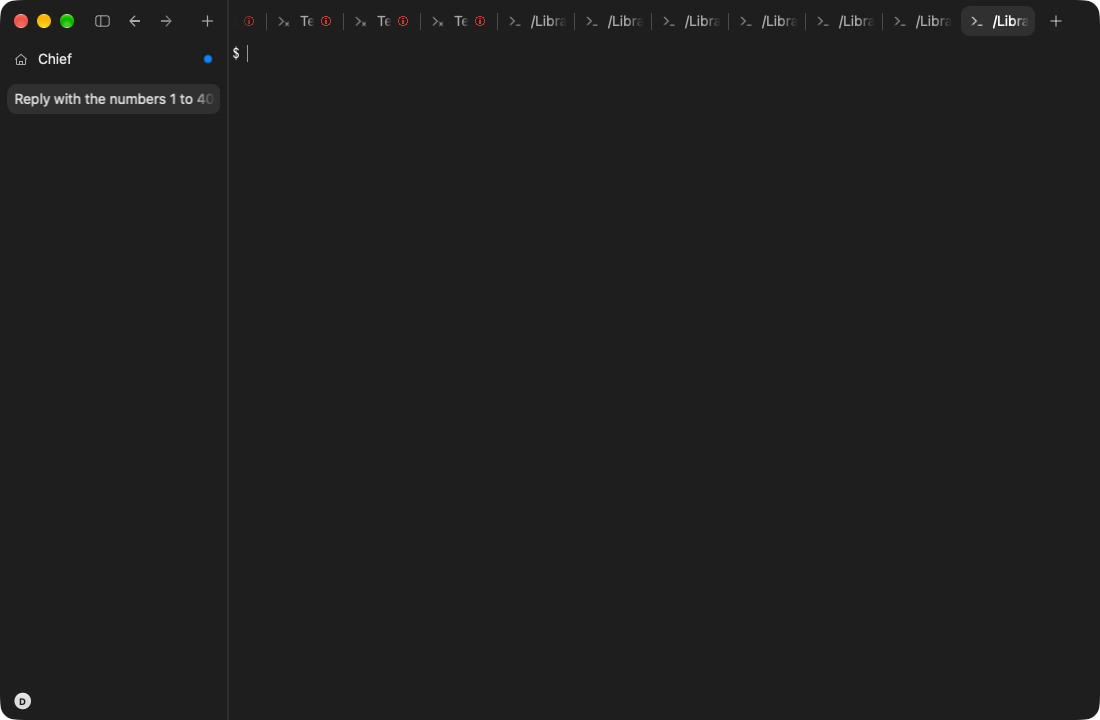 Te
Te
Te
/Libra
/Libra
/Libra
/Libra
/Libra
/Libra
/Libra
Chief
$
Reply with the numbers 1 to 40
D